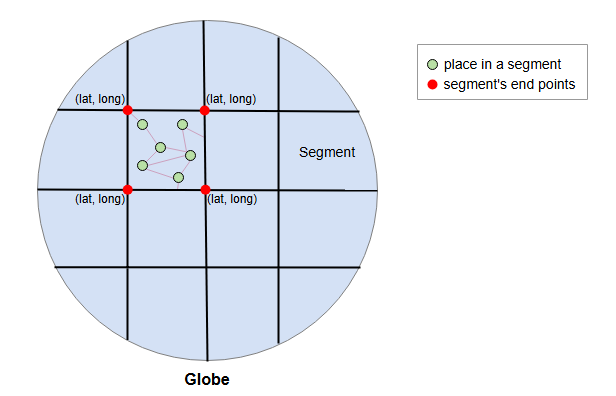 place in a segment
segment's end points
(lat, long) (lat, long)
Segment
(lat, long) (lat, long)
Globe